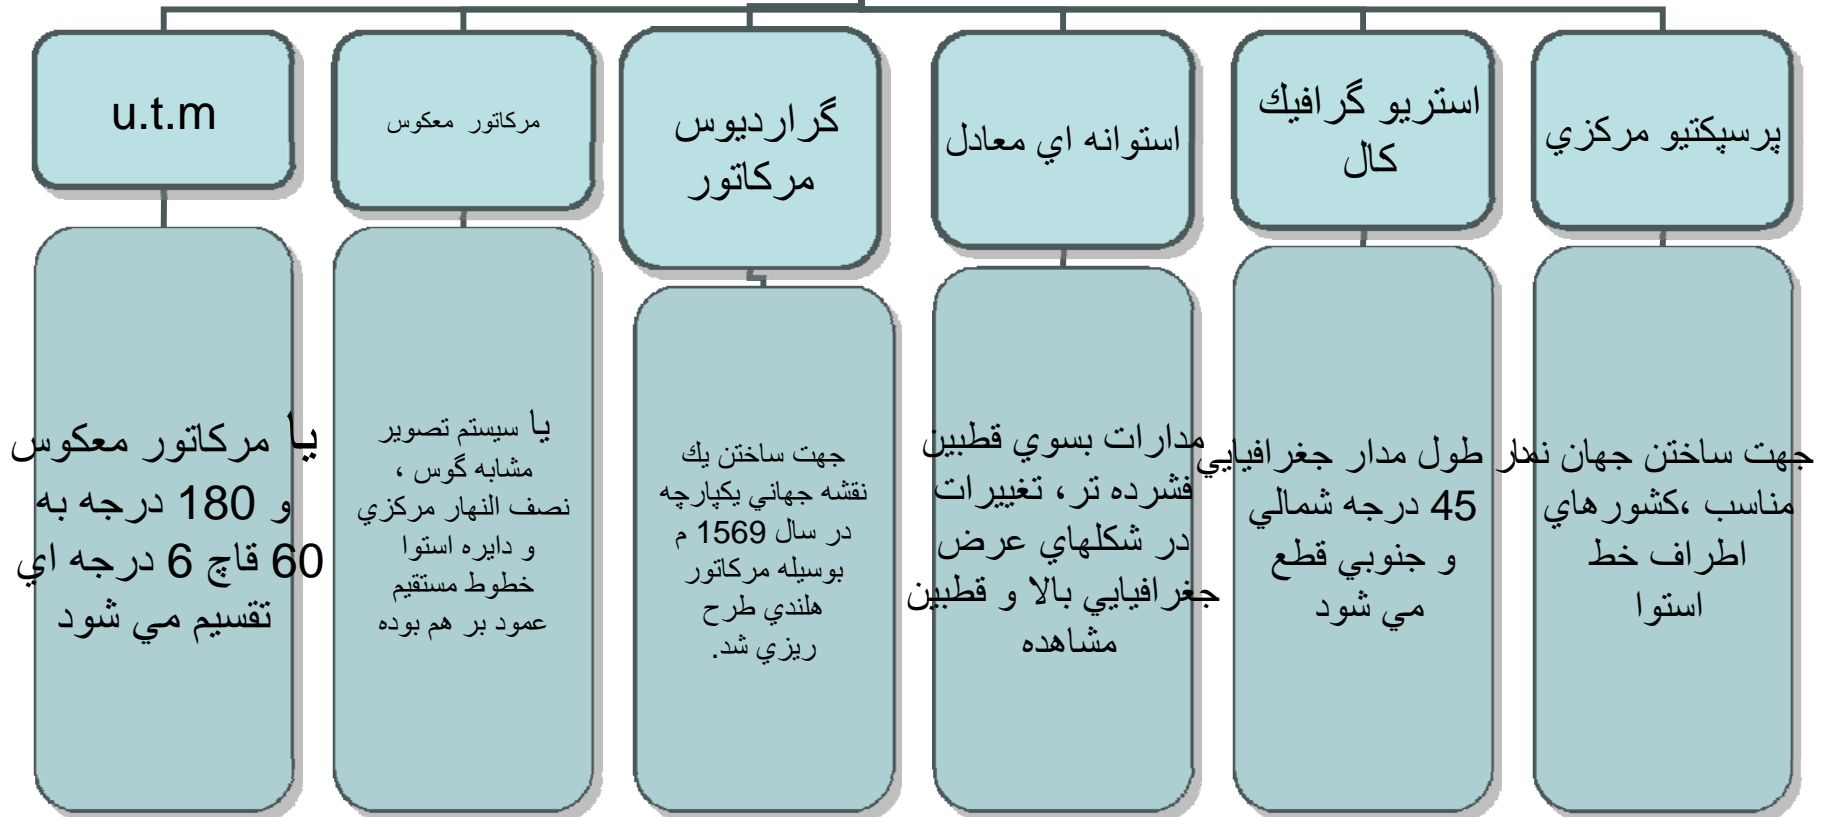 پرسپكتيو مركزي
جهت ساختن جهان نما،
مناسب ،كشورهاي
اطراف خط
استوا
استريو گرافيك
كال
در طول مدار جغرافيايي
45 درجه شمالي
و جنوبي قطع
مي شود
استوانه اي معادل
مدارات بسوي قطبين
فشرده تر، تغييرات
در شكلهاي عرض
جغرافيايي بالا و قطبين
مشاهده
گرارديوس
مركاتور
جهت ساختن يك
نقشه جهاني يكپارچه
در سال 1569 م
بوسيله مركاتور
هلندي طرح
ريزي شد.
مركاتور معكوس
يا سيستم تصوير
مشابه گوس ،
نصف النهار مركزي
و دايره استوا
خطوط مستقيم
عمود بر هم بوده
u.t.m
يا مركاتور معكوس
و 180 درجه به
60 قاچ 6 درجه اي
تقسيم مي شود